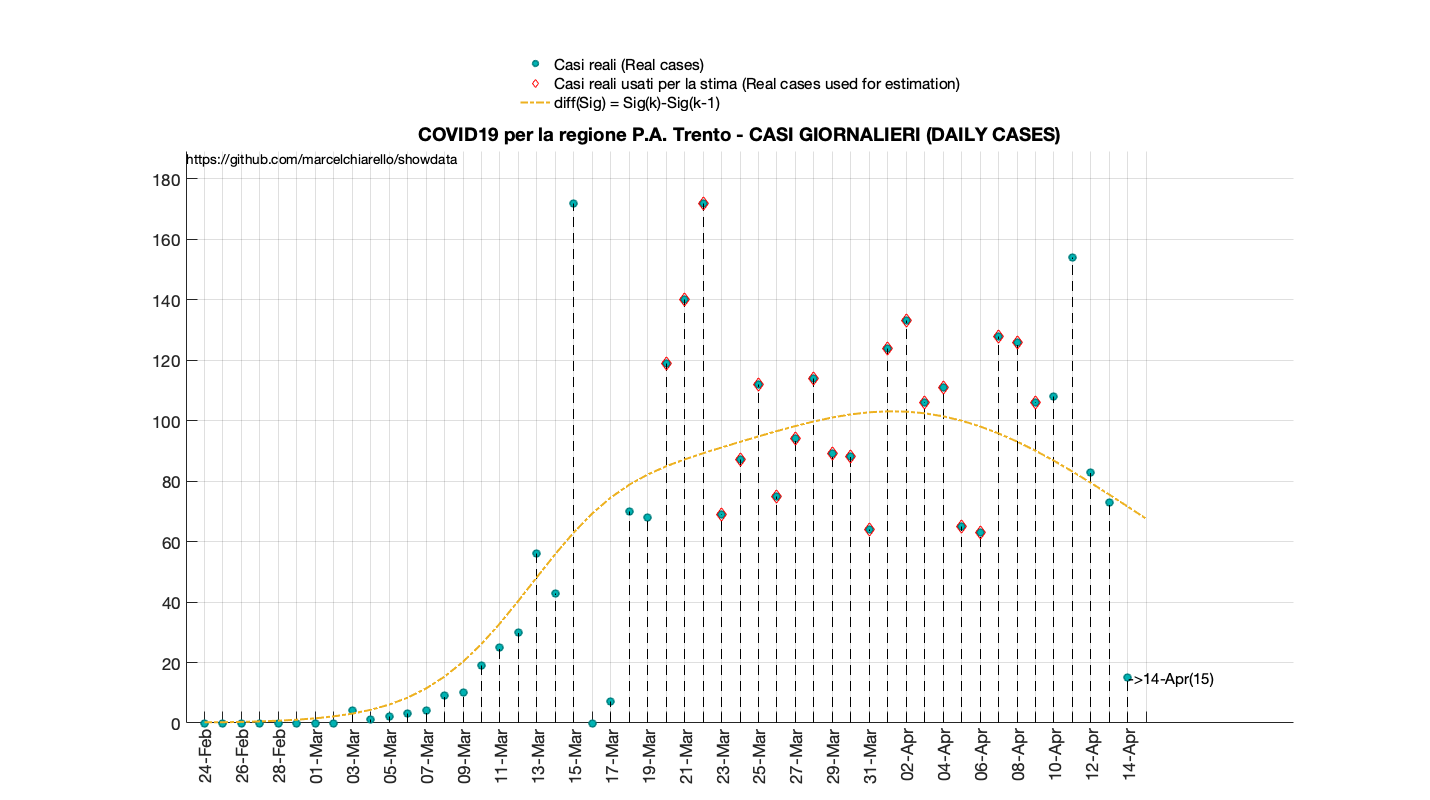 Casi reali (Real cases)
Casi reali usati per la stima (Real cases used for estimation)
diff(Sig) = Sig(k)-Sig(k-1)
COVID19 per la regione P.A. Trento - CASI GIORNALIERI (DAILY CASES)
https://github.com/marcelchiarello/showdata
180
160
140
120
100
80
60
40
20
0
->14-Apr(15)
24-Feb
26-Feb
28-Feb
01-Mar
03-Mar
05-Mar
07-Mar
09-Mar
11-Mar
13-Mar
15-Mar
17-Mar
19-Mar
21-Mar
23-Mar
25-Mar
27-Mar
29-Mar
31-Mar
02-Apr
04-Apr
06-Apr
08-Apr
10-Apr
12-Apr
14-Apr